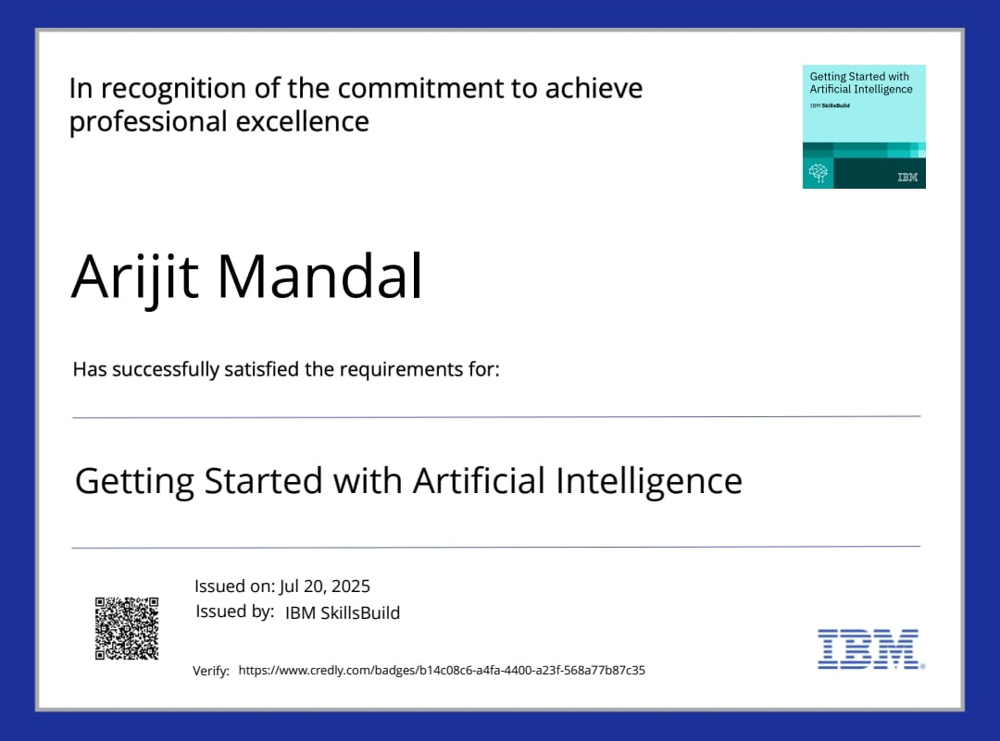 In recognition of the commitment to achieve
professional excellence
Getting Started with
Artificial Intelligence
IBM SkillsBuild
IBM
Arijit Mandal
Has successfully satisfied the requirements for:
Getting Started with Artificial Intelligence
Issued on: Jul 20, 2025
Issued by: IBM SkillsBuild
Verify: https://www.credly.com/badges/b14c08c6-a4fa-4400-a23f-568a77b87c35
IBM®